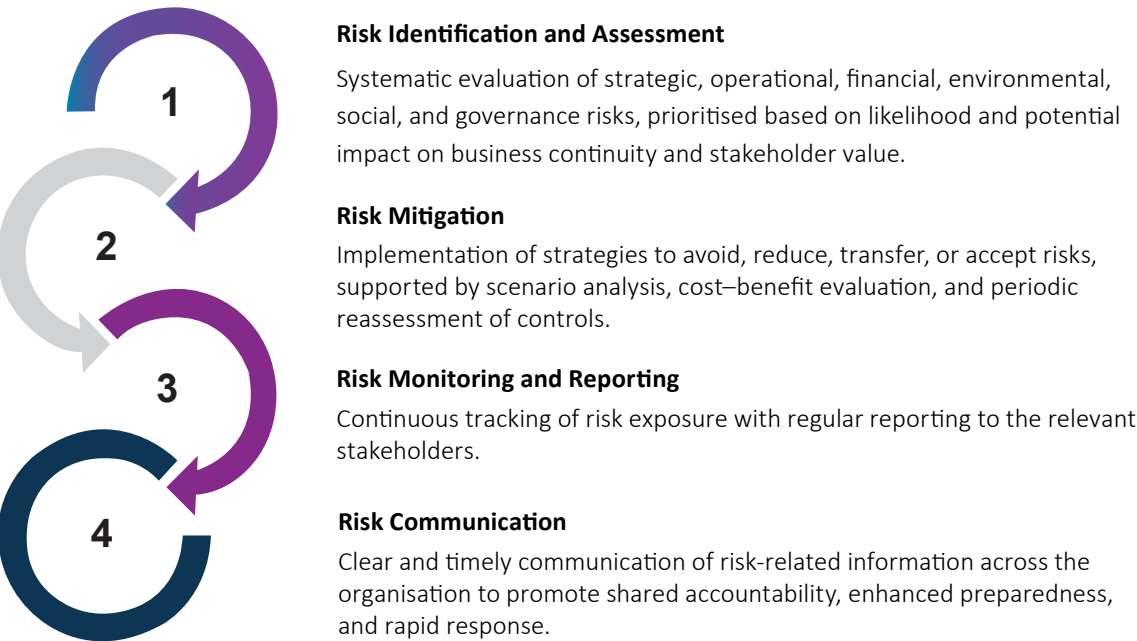 1
Risk Identification and Assessment
Systematic evaluation of strategic, operational, financial, environmental,
social, and governance risks, prioritised based on likelihood and potential
impact on business continuity and stakeholder value.
2
Risk Mitigation
Implementation of strategies to avoid, reduce, transfer, or accept risks,
supported by scenario analysis, cost–benefit evaluation, and periodic
reassessment of controls.
3
Risk Monitoring and Reporting
Continuous tracking of risk exposure with regular reporting to the relevant
stakeholders.
4
Risk Communication
Clear and timely communication of risk-related information across the
organisation to promote shared accountability, enhanced preparedness,
and rapid response.